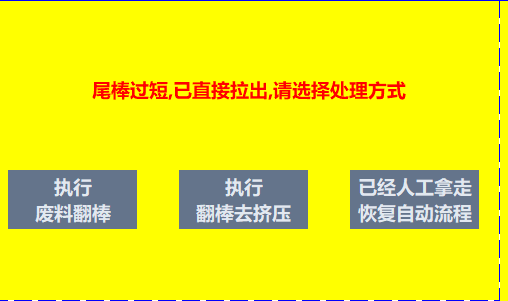 尾棒过短,已直接拉出,请选择处理方式
执行
废料翻棒
执行
翻棒去挤压
已经人工拿走
恢复自动流程